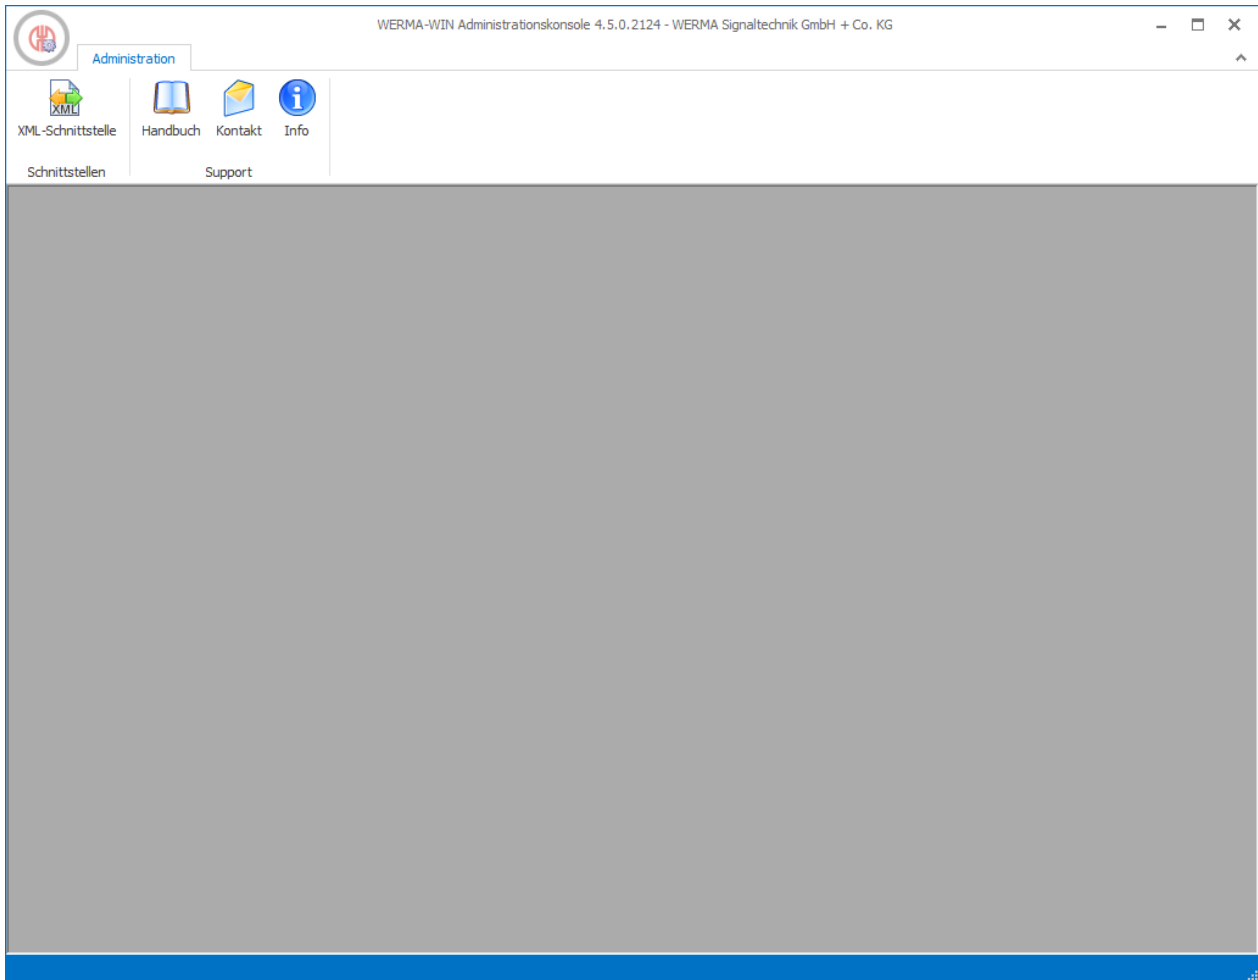 WERMA-WIN Administrationskonsole 4.5.0.2124 - WERMA Signaltechnik GmbH + Co. KG
Administration
XML
XML-Schnittstelle Handbuch Kontakt Info
Schnittstellen Support